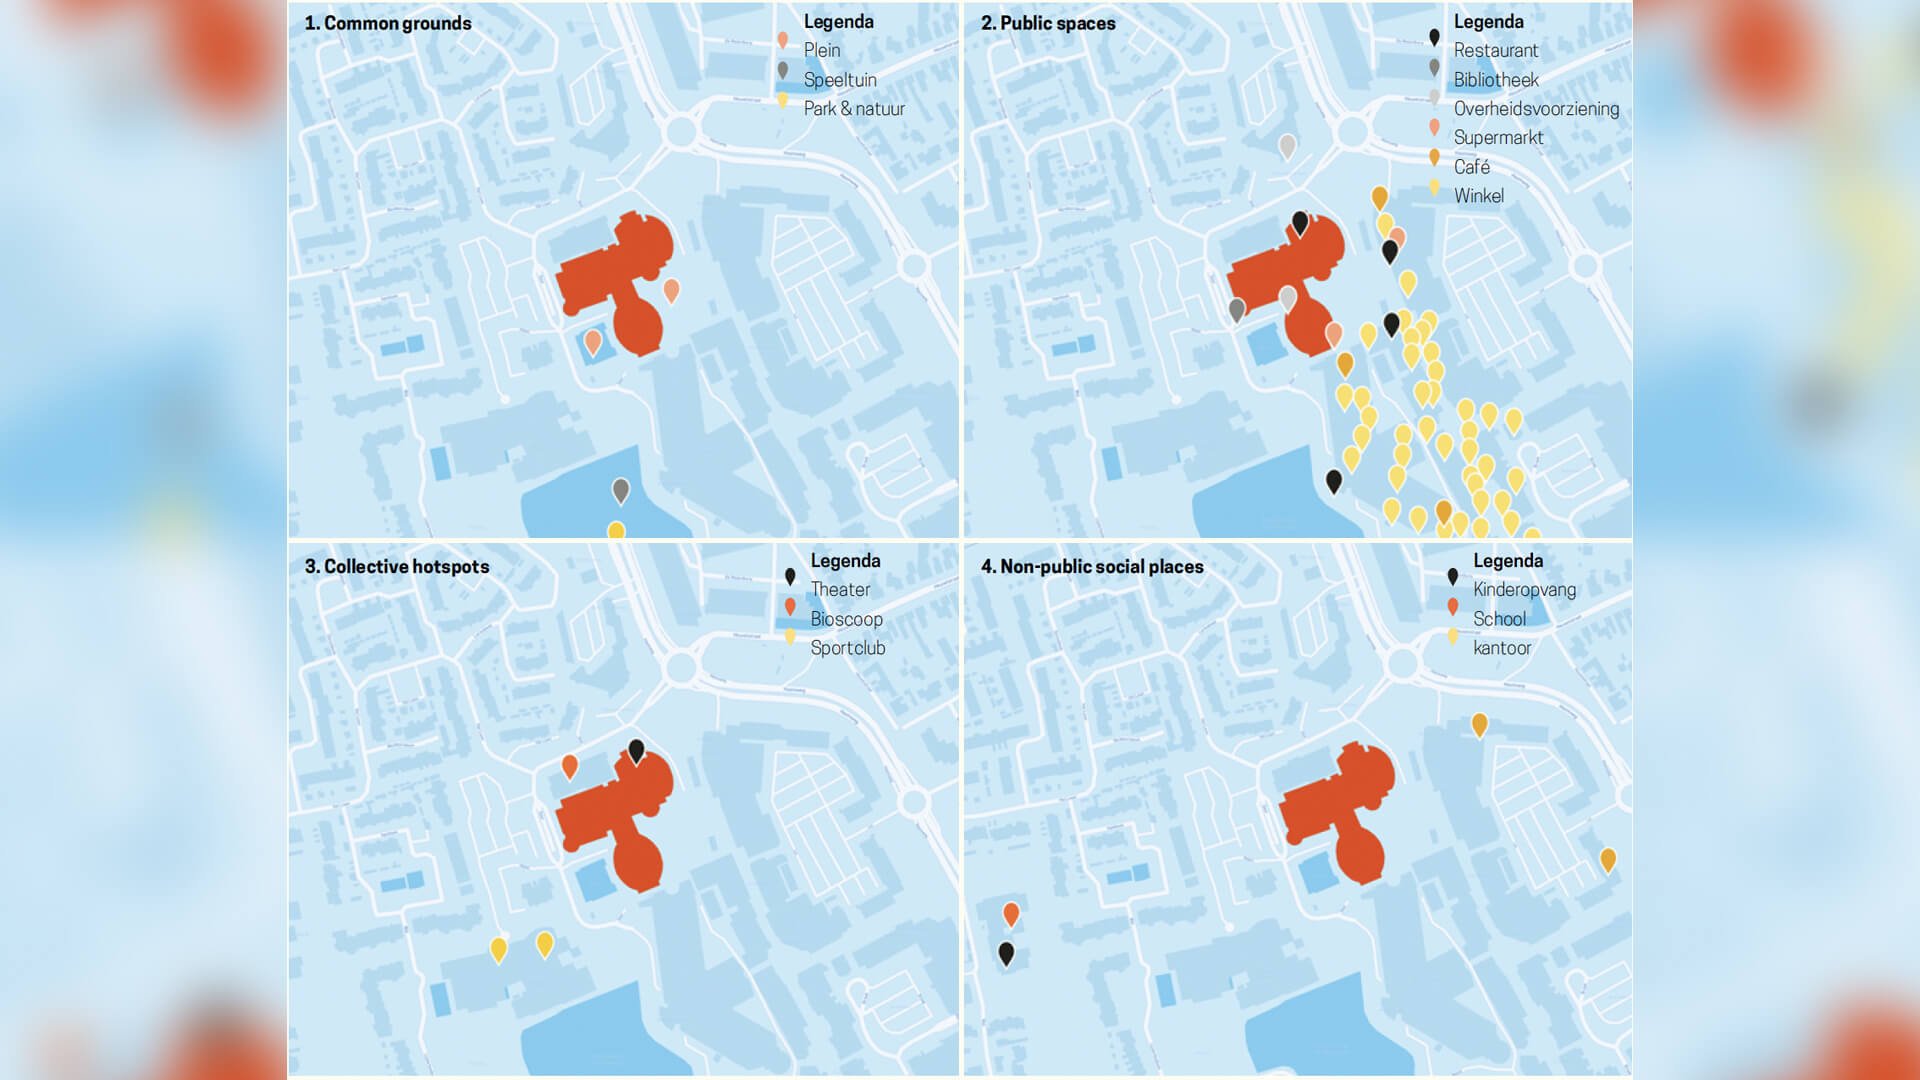 1. Common grounds
Legenda
Plein
Speeltuin
Park & natuur
2. Public spaces
Legenda
Restaurant
Bibliotheek
Overheidsvoorziening
Supermarkt
Café
Winkel
3. Collective hotspots
Legenda
Theater
Bioscoop
Sportclub
4. Non-public social places
Legenda
Kinderopvang
School
kantoor